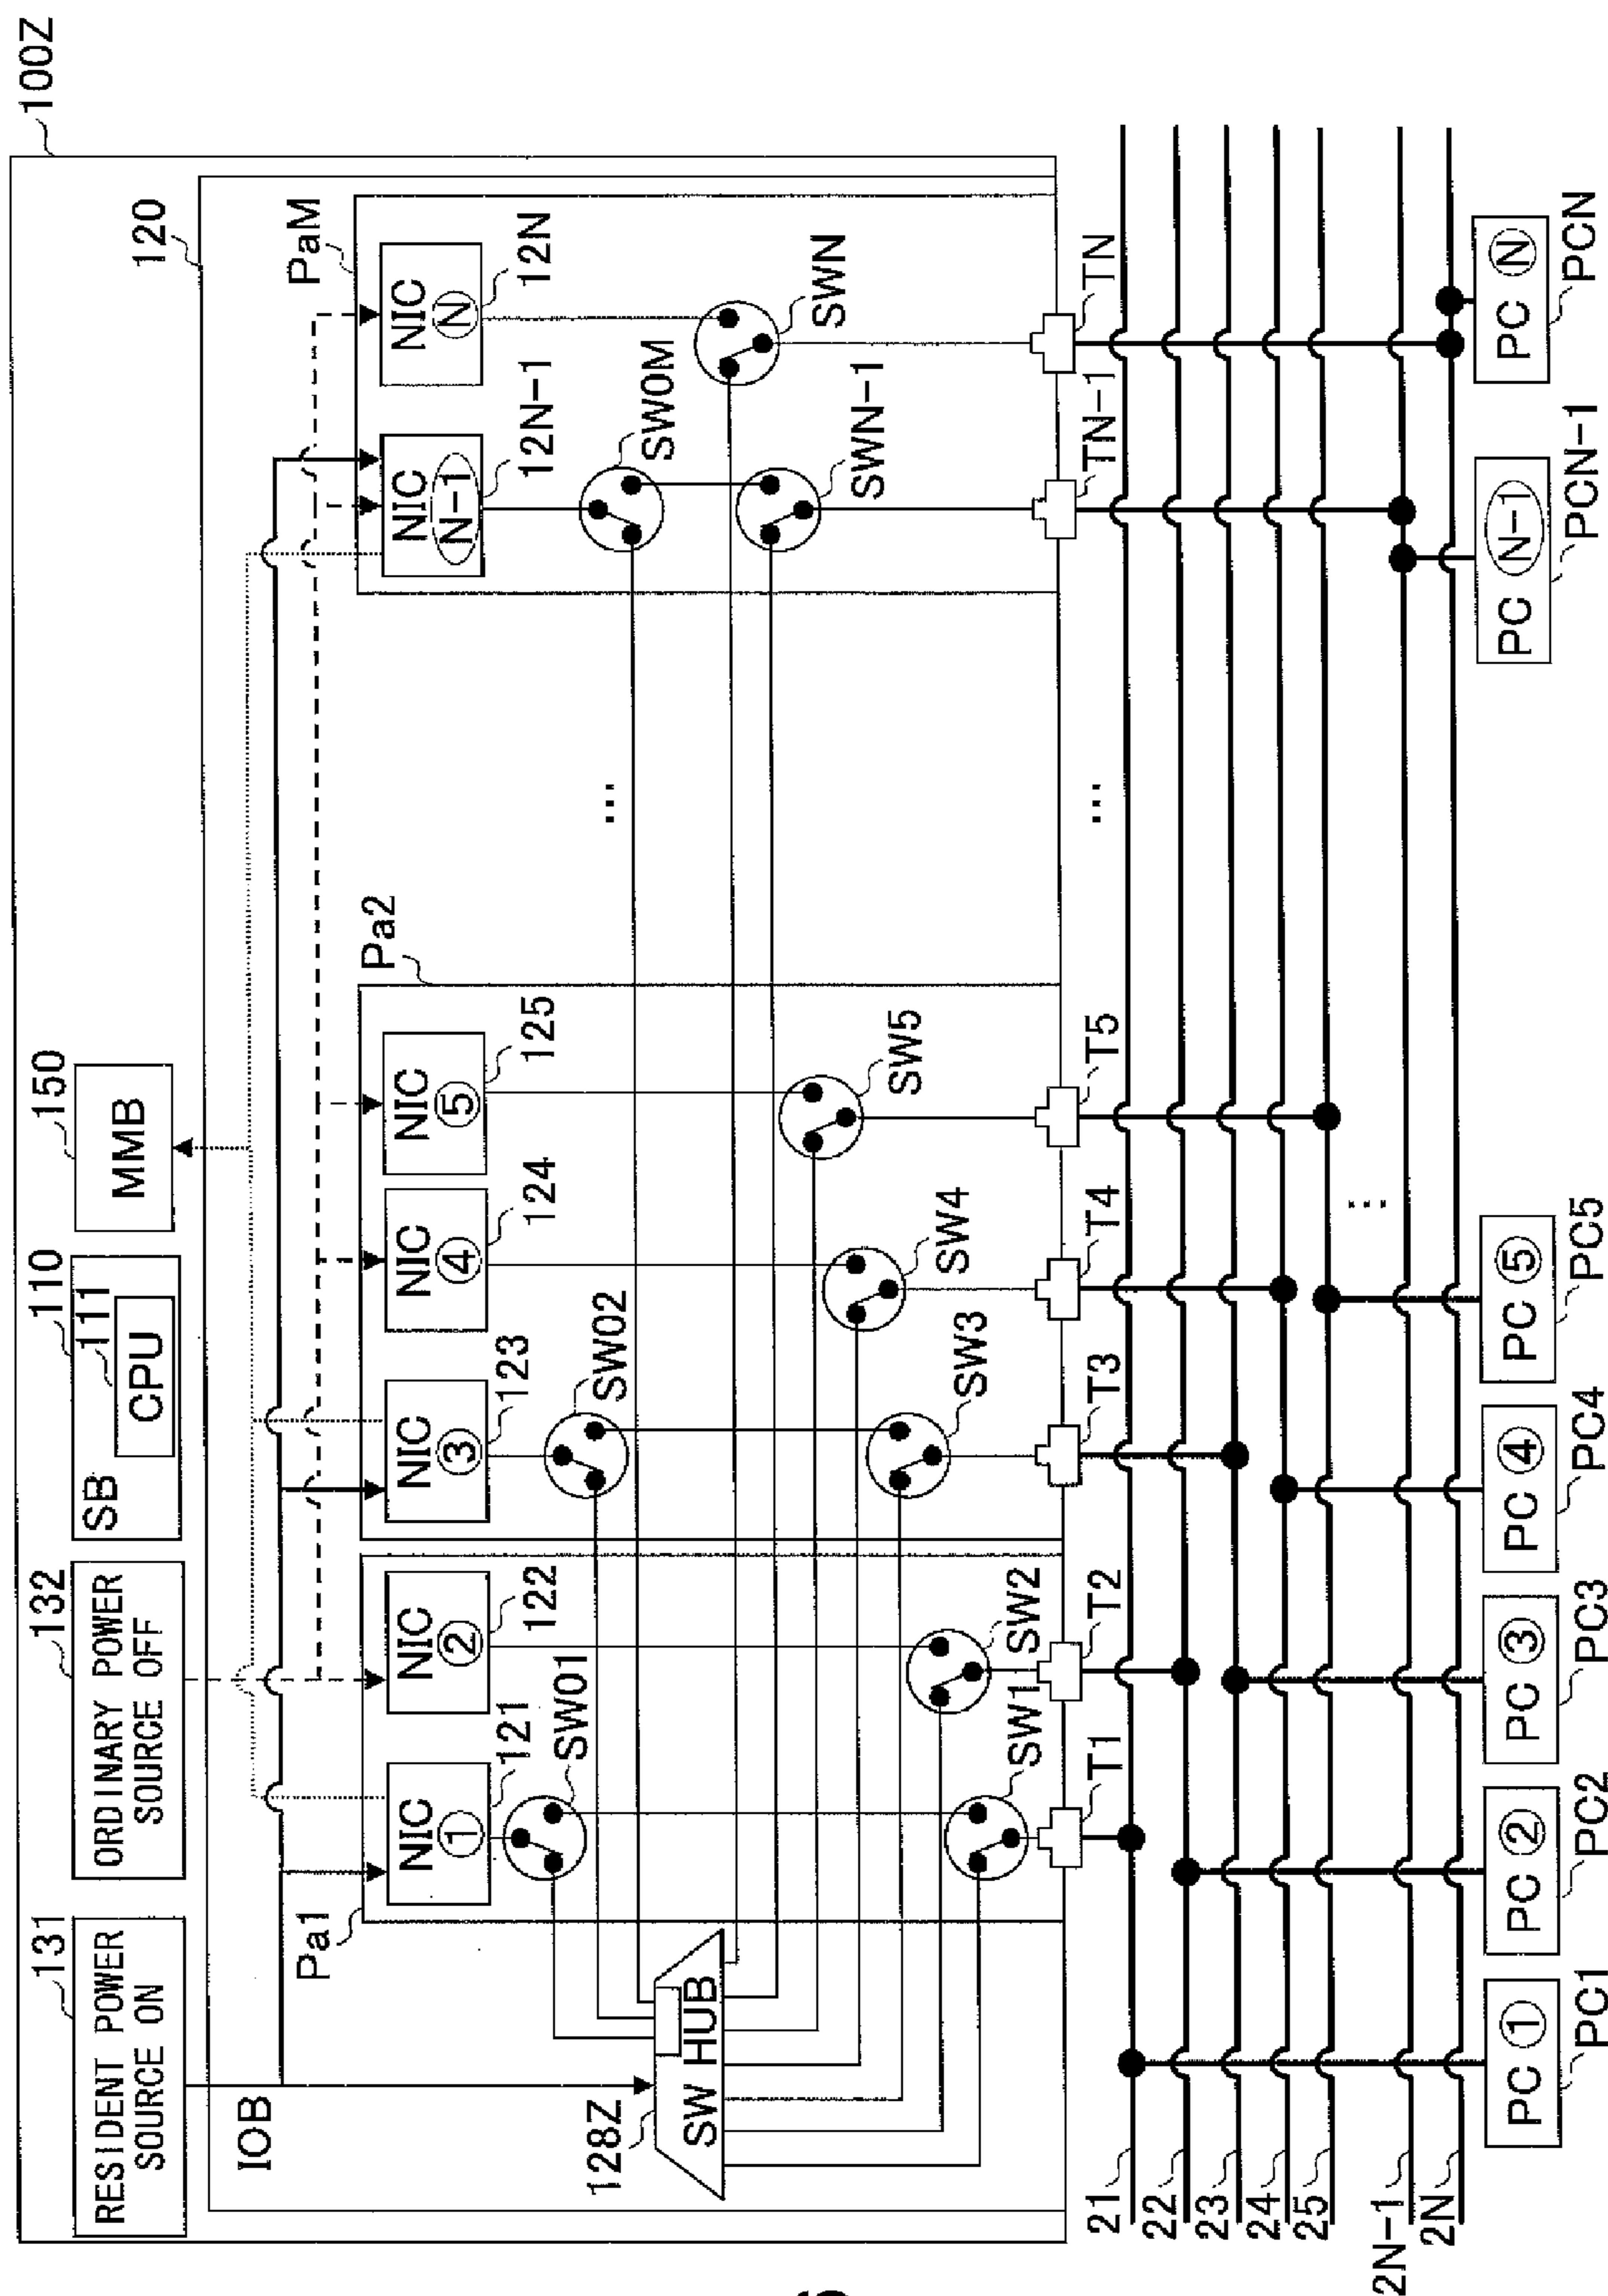 100Z
RESIDENT POWER
SOURCE ON
131
ORDINARY POWER
SOURCE OFF
132
SB
CPU
111
110
MMB
150
IOB
120
Pa1
Pa2
PaM
NIC
①
121
NIC
②
122
NIC
③
123
NIC
④
124
NIC
⑤
125
NIC
N-1
12N-1
NIC
N
12N
SW01
SW02
SW0M
128Z
SW HUB
SW1
SW2
SW3
SW4
SW5
SWN-1
SWN
...
T1
T2
T3
T4
T5
...
TN-1
TN
21
22
23
24
25
2N-1
2N
...
PC ①
PC1
PC ②
PC2
PC ③
PC3
PC ④
PC4
PC ⑤
PC5
PC N-1
PCN-1
PC N
PCN